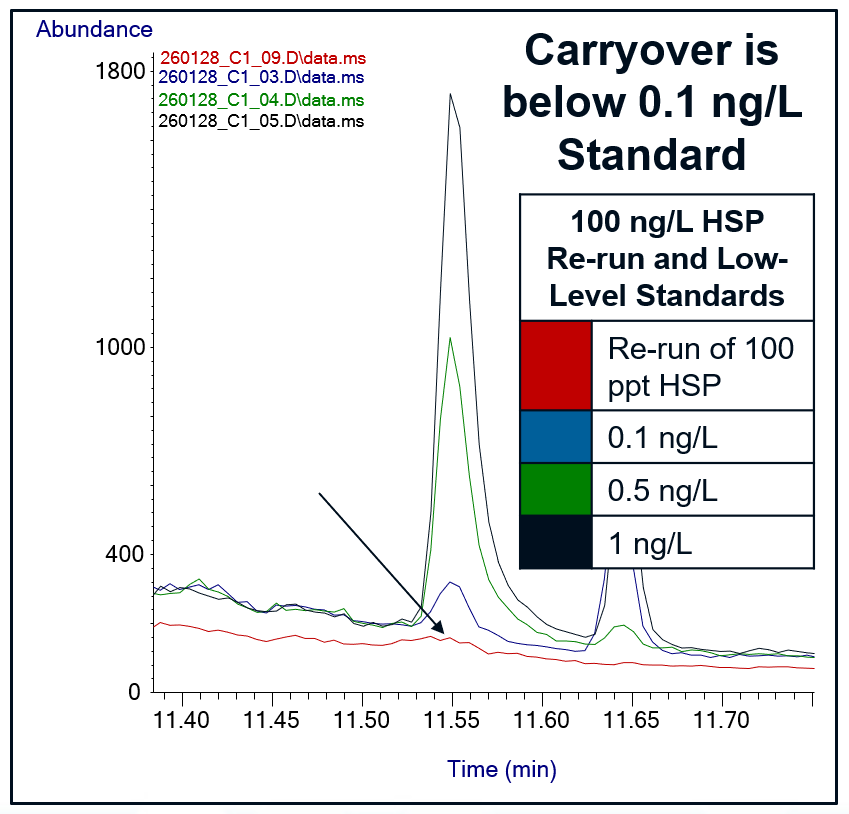 Abundance
260128_C1_09.D\data.ms
260128_C1_03.D\data.ms
260128_C1_04.D\data.ms
260128_C1_05.D\data.ms
Carryover is
below 0.1 ng/L
Standard
100 ng/L HSP
Re-run and Low-
Level Standards
Re-run of 100
ppt HSP
0.1 ng/L
0.5 ng/L
1 ng/L
1800
1000
400
0
11.40 11.45 11.50 11.55 11.60 11.65 11.70
Time (min)